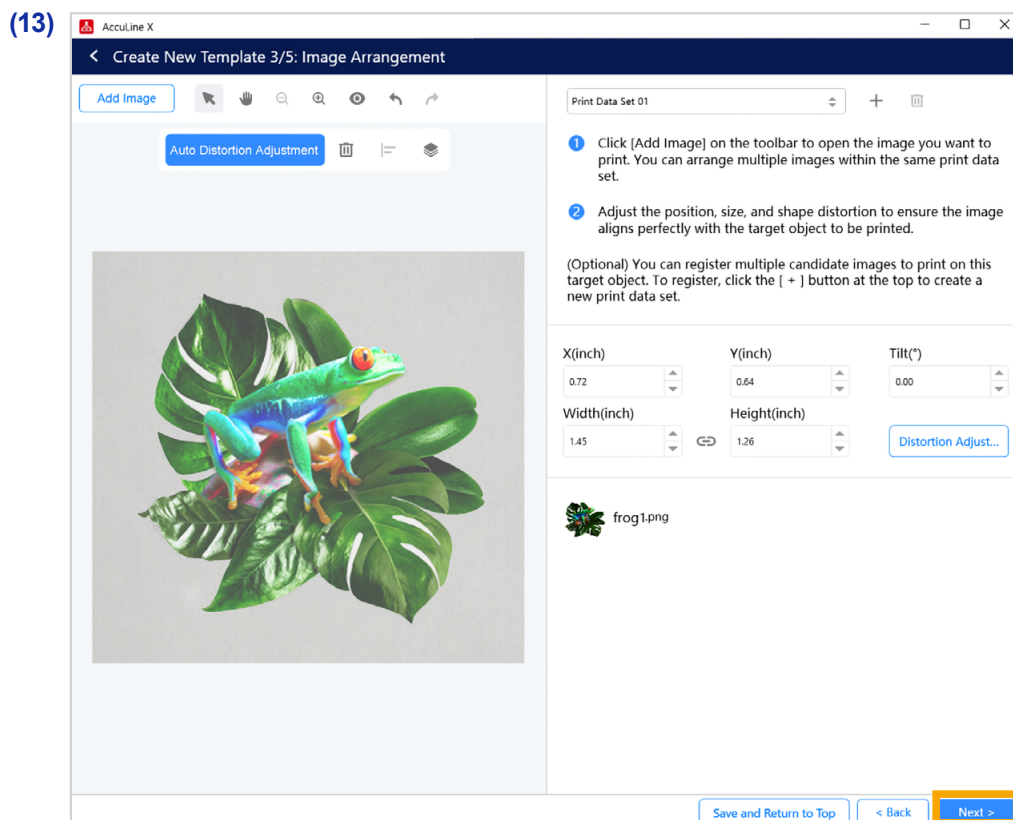 (13)
AccuLine X
Create New Template 3/5: Image Arrangement
Add Image
Auto Distortion Adjustment
Print Data Set 01
1 Click [Add Image] on the toolbar to open the image you want to
print. You can arrange multiple images within the same print data
set.
2 Adjust the position, size, and shape distortion to ensure the image
aligns perfectly with the target object to be printed.
(Optional) You can register multiple candidate images to print on this
target object. To register, click the [ + ] button at the top to create a
new print data set.
X(inch) Y(inch) Tilt(°)
0.72 0.64 0.00
Width(inch) Height(inch)
1.45 1.26 Distortion Adjust...
frog1.png
Save and Return to Top < Back Next >